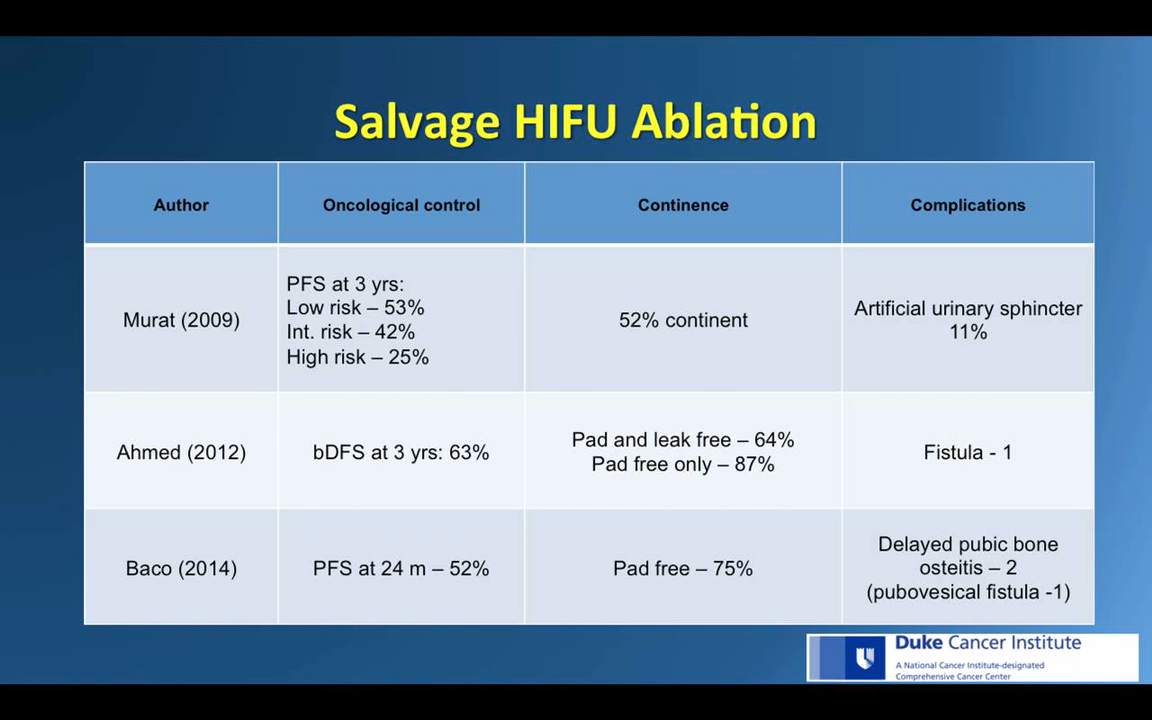 Salvage HIFU Ablation
Author
Oncological control
Continence
Complications
Murat (2009)
PFS at 3 yrs:
Low risk – 53%
Int. risk – 42%
High risk – 25%
52% continent
Artificial urinary sphincter
11%
Ahmed (2012)
bDFS at 3 yrs: 63%
Pad and leak free – 64%
Pad free only – 87%
Fistula - 1
Baco (2014)
PFS at 24 m – 52%
Pad free – 75%
Delayed pubic bone
osteitis – 2
(pubovesical fistula -1)
Duke Cancer Institute
A National Cancer Institute-designated
Comprehensive Cancer Center